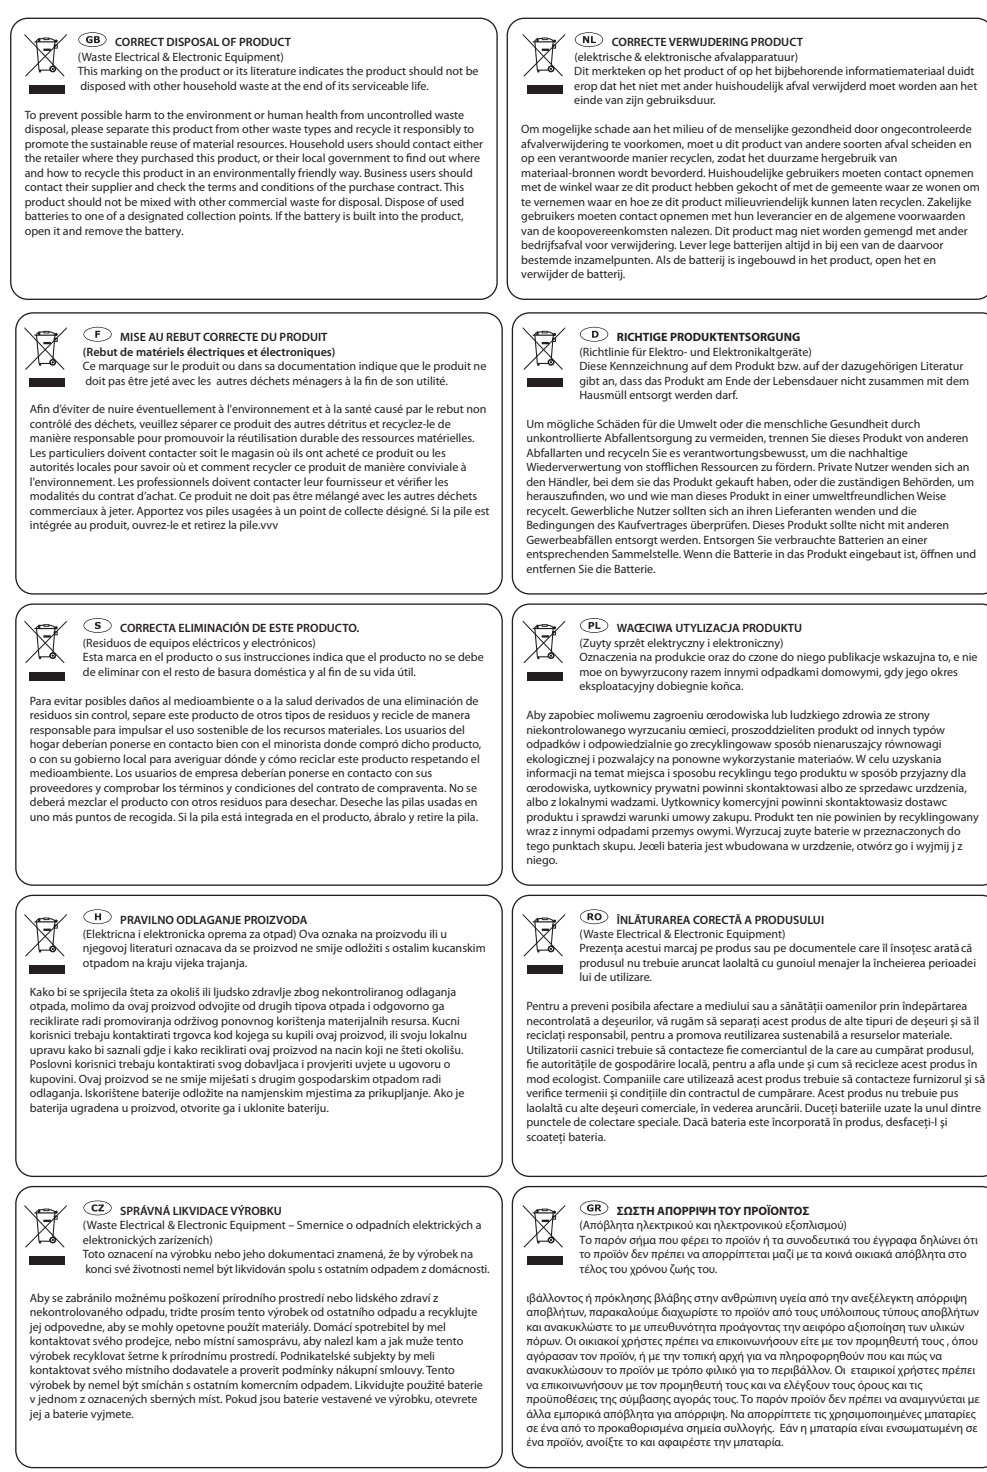 GB CORRECT DISPOSAL OF PRODUCT
(Waste Electrical & Electronic Equipment)
This marking on the product or its literature indicates the product should not be
disposed with other household waste at the end of its serviceable life.
To prevent possible harm to the environment or human health from uncontrolled waste
disposal, please separate this product from other waste types and recycle it responsibly to
promote the sustainable reuse of material resources. Household users should contact either
the retailer where they purchased this product, or their local government to find out where
and how to recycle this product in an environmentally friendly way. Business users should
contact their supplier and check the terms and conditions of the purchase contract. This
product should not be mixed with other commercial waste for disposal. Dispose of used
batteries to one of a designated collection points. If the battery is built into the product,
open it and remove the battery.
NL CORRECTE VERWIJDERING PRODUCT
(elektrische & elektronische afvalapparatuur)
Dit merkteken op het product of op het bijbehorende informatiemateriaal duidt
erop dat het niet met ander huishoudelijk afval verwijderd moet worden aan het
einde van zijn gebruiksduur.
Om mogelijke schade aan het milieu of de menselijke gezondheid door ongecontroleerde
afvalverwijdering te voorkomen, moet u dit product van andere soorten afval scheiden en
op een verantwoorde manier recyclen, zodat het duurzame hergebruik van
materiaal-bronnen wordt bevorderd. Huishoudelijke gebruikers moeten contact opnemen
met de winkel waar ze dit product hebben gekocht of met de gemeente waar ze wonen om
te vernemen waar en hoe ze dit product milieuvriendelijk kunnen laten recyclen. Zakelijke
gebruikers moeten contact opnemen met hun leverancier en de algemene voorwaarden
van de koopovereenkomsten nalezen. Dit product mag niet worden gemengd met ander
bedrijfsafval voor verwijdering. Lever lege batterijen altijd in bij een van de daarvoor
bestemde inzamelpunten. Als de batterij is ingebouwd in het product, open het en
verwijder de batterij.
F MISE AU REBUT CORRECTE DU PRODUIT
(Rebut de matériels électriques et électroniques)
Ce marquage sur le produit ou dans sa documentation indique que le produit ne
doit pas être jeté avec les autres déchets ménagers à la fin de son utilité.
Afin d'éviter de nuire éventuellement à l'environnement et à la santé causé par le rebut non
contrôlé des déchets, veuillez séparer ce produit des autres détritus et recyclez-le de
manière responsable pour promouvoir la réutilisation durable des ressources matérielles.
Les particuliers doivent contacter soit le magasin où ils ont acheté ce produit ou les
autorités locales pour savoir où et comment recycler ce produit de manière conviviale à
l'environnement. Les professionnels doivent contacter leur fournisseur et vérifier les
modalités du contrat d'achat. Ce produit ne doit pas être mélangé avec les autres déchets
commerciaux à jeter. Apportez vos piles usagées à un point de collecte désigné. Si la pile est
intégrée au produit, ouvrez-le et retirez la pile.vvv
D RICHTIGE PRODUKTENTSORGUNG
(Richtlinie für Elektro- und Elektronikaltgeräte)
Diese Kennzeichnung auf dem Produkt bzw. auf der dazugehörigen Literatur
gibt an, dass das Produkt am Ende der Lebensdauer nicht zusammen mit dem
Hausmüll entsorgt werden darf.
Um mögliche Schäden für die Umwelt oder die menschliche Gesundheit durch
unkontrollierte Abfallentsorgung zu vermeiden, trennen Sie dieses Produkt von anderen
Abfallarten und recyceln Sie es verantwortungsbewusst, um die nachhaltige
Wiederverwertung von stofflichen Ressourcen zu fördern. Private Nutzer wenden sich an
den Händler, bei dem sie das Produkt gekauft haben, oder die zuständigen Behörden, um
herauszufinden, wo und wie man dieses Produkt in einer umweltfreundlichen Weise
recycelt. Gewerbliche Nutzer sollten sich an ihren Lieferanten wenden und die
Bedingungen des Kaufvertrages überprüfen. Dieses Produkt sollte nicht mit anderen
Gewerbeabfällen entsorgt werden. Entsorgen Sie verbrauchte Batterien an einer
entsprechenden Sammelstelle. Wenn die Batterie in das Produkt eingebaut ist, öffnen und
entfernen Sie die Batterie.
S CORRECTA ELIMINACIÓN DE ESTE PRODUCTO.
(Residuos de equipos eléctricos y electrónicos)
Esta marca en el producto o sus instrucciones indica que el producto no se debe
de eliminar con el resto de basura doméstica y al fin de su vida útil.
Para evitar posibles daños al medioambiente o a la salud derivados de una eliminación de
residuos sin control, separe este producto de otros tipos de residuos y recicle de manera
responsable para impulsar el uso sostenible de los recursos materiales. Los usuarios del
hogar deberían ponerse en contacto bien con el minorista donde compró dicho producto,
o con su gobierno local para averiguar dónde y cómo reciclar este producto respetando el
medioambiente. Los usuarios de empresa deberían ponerse en contacto con sus
proveedores y comprobar los términos y condiciones del contrato de compraventa. No se
deberá mezclar el producto con otros residuos para desechar. Deseche las pilas usadas en
uno más puntos de recogida. Si la pila está integrada en el producto, ábralo y retire la pila.
PL WACECIWA UTYLIZACJA PRODUKTU
(Zuyty sprzêt elektryczny i elektroniczny)
Oznaczenia na produkcie oraz do czone do niego publikacje wskazujna to, e nie
moe on bywyrzucony razem innymi odpadkami domowymi, gdy jego okres
eksploatacyjny dobiegnie koñca.
Aby zapobiec moliwemu zagroeniu œrodowiska lub ludzkiego zdrowia ze strony
niekontrolowanego wyrzucaniu œmieci, proszoddzieliten produkt od innych typów
odpadków i odpowiedzialnie go zrecyklingowaw sposób nienaruszajcy równowagi
ekologicznej i pozwalajcy na ponowne wykorzystanie materiaów. W celu uzyskania
informacji na temat miejsca i sposobu recyklingu tego produktu w sposób przyjazny dla
œrodowiska, uytkownicy prywatni powinni skontaktowasi albo ze sprzedawc urzdzenia,
albo z lokalnymi wadzami. Uytkownicy komercyjni powinni skontaktowasiz dostawc
produktu i sprawdzi warunki umowy zakupu. Produkt ten nie powinien by recyklingowany
wraz z innymi odpadami przemys owymi. Wyrzucaj zuyte baterie w przeznaczonych do
tego punktach skupu. Jeœli bateria jest wbudowana w urzdzenie, otwórz go i wyjmij j z
niego.
H PRAVILNO ODLAGANJE PROIZVODA
(Elektricna i elektronicka oprema za otpad) Ova oznaka na proizvodu ili u
njegovoj literaturi oznacava da se proizvod ne smije odložiti s ostalim kucanskim
otpadom na kraju vijeka trajanja.
Kako bi se sprijecila šteta za okoliš ili ljudsko zdravlje zbog nekontroliranog odlaganja
otpada, molimo da ovaj proizvod odvojite od drugih tipova otpada i odgovorno ga
reciklirate radi promoviranja održivog ponovnog korištenja materijalnih resursa. Kucni
korisnici trebaju kontaktirati trgovca kod kojega su kupili ovaj proizvod, ili svoju lokalnu
upravu kako bi saznali gdje i kako reciklirati ovaj proizvod na nacin koji ne šteti okolišu.
Poslovni korisnici trebaju kontaktirati svog dobavljaca i provjeriti uvjete u ugovoru o
kupovini. Ovaj proizvod se ne smije miješati s drugim gospodarskim otpadom radi
odlaganja. Iskorištene baterije odložite na namjenskim mjestima za prikupljanje. Ako je
baterija ugradena u proizvod, otvorite ga i uklonite bateriju.
RO ÎNLĂTURAREA CORECTĂ A PRODUSULUI
(Waste Electrical & Electronic Equipment)
Prezența acestui marcaj pe produs sau pe documentele care îl însoțesc arată că
produsul nu trebuie aruncat laolaltă cu gunoiul menajer la încheierea perioadei
lui de utilizare.
Pentru a preveni posibila afectare a mediului sau a sănătății oamenilor prin îndepărtarea
necontrolată a deșeurilor, vă rugăm să separați acest produs de alte tipuri de deșeuri și să îl
reciclați responsabil, pentru a promova reutilizarea sustenabilă a resurselor materiale.
Utilizatorii casnici trebuie să contacteze fie comerciantul de la care au cumpărat produsul,
fie autoritățile de gospodărire locală, pentru a afla unde și cum să recicleze acest produs în
mod ecologist. Companiile care utilizează acest produs trebuie să contacteze furnizorul și să
verifice termenii și condițiile din contractul de cumpărare. Acest produs nu trebuie pus
laolaltă cu alte deșeuri comerciale, în vederea aruncării. Duceți bateriile uzate la unul dintre
punctele de colectare speciale. Dacă bateria este încorporată în produs, desfaceți-l și
scoateți bateria.
CZ SPRÁVNÁ LIKVIDACE VÝROBKU
(Waste Electrical & Electronic Equipment – Smernice o odpadních elektrických a
elektronických zarízeních)
Toto oznacení na výrobku nebo jeho dokumentaci znamená, že by výrobek na
konci své životnosti nemel být likvidován spolu s ostatním odpadem z domácnosti.
Aby se zabránilo možnému poškození prírodního prostredí nebo lidského zdraví z
nekontrolovaného odpadu, tridte prosím tento výrobek od ostatního odpadu a recyklujte
jej odpovedne, aby se mohly opetovne použít materiály. Domácí spotrebitel by mel
kontaktovat svého prodejce, nebo místní samosprávu, aby nalezl kam a jak muže tento
výrobek recyklovat šetrne k prírodnímu prostredí. Podnikatelské subjekty by meli
kontaktovat svého místního dodavatele a proverit podmínky nákupní smlouvy. Tento
výrobek by nemel být smíchán s ostatním komercním odpadem. Likvidujte použité baterie
v jednom z oznacených sberných míst. Pokud jsou baterie vestavené ve výrobku, otevrete
jej a baterie vyjmete.
GR ΣΩΣΤΗ ΑΠΟΡΡΙΨΗ ΤΟΥ ΠΡΟΪΟΝΤΟΣ
(Απόβλητα ηλεκτρικού και ηλεκτρονικού εξοπλισμού)
Το παρόν σήμα που φέρει το προϊόν ή τα συνοδευτικά του έγγραφα δηλώνει ότι
το προϊόν δεν πρέπει να απορρίπτεται μαζί με τα κοινά οικιακά απόβλητα στο
τέλος του χρόνου ζωής του.
ιβάλλοντος ή πρόκλησης βλάβης στην ανθρώπινη υγεία από την ανεξέλεγκτη απόρριψη
αποβλήτων, παρακαλούμε διαχωρίστε το προϊόν από τους υπόλοιπους τύπους αποβλήτων
και ανακυκλώστε το με υπευθυνότητα προάγοντας την αειφόρο αξιοποίηση των υλικών
πόρων. Οι οικιακοί χρήστες πρέπει να επικοινωνήσουν είτε με τον προμηθευτή τους , όπου
αγόρασαν τον προϊόν, ή με την τοπική αρχή για να πληροφορηθούν που και πώς να
ανακυκλώσουν το προϊόν με τρόπο φιλικό για το περιβάλλον. Οι εταιρικοί χρήστες πρέπει
να επικοινωνήσουν με τον προμηθευτή τους και να ελέγξουν τους όρους και τις
προϋποθέσεις της σύμβασης αγοράς τους. Το παρόν προϊόν δεν πρέπει να αναμιγνύεται με
άλλα εμπορικά απόβλητα για απόρριψη. Να απορρίπτετε τις χρησιμοποιημένες μπαταρίες
σε ένα από το προκαθορισμένα σημεία συλλογής. Εάν η μπαταρία είναι ενσωματωμένη σε
ένα προϊόν, ανοίξτε το και αφαιρέστε την μπαταρία.